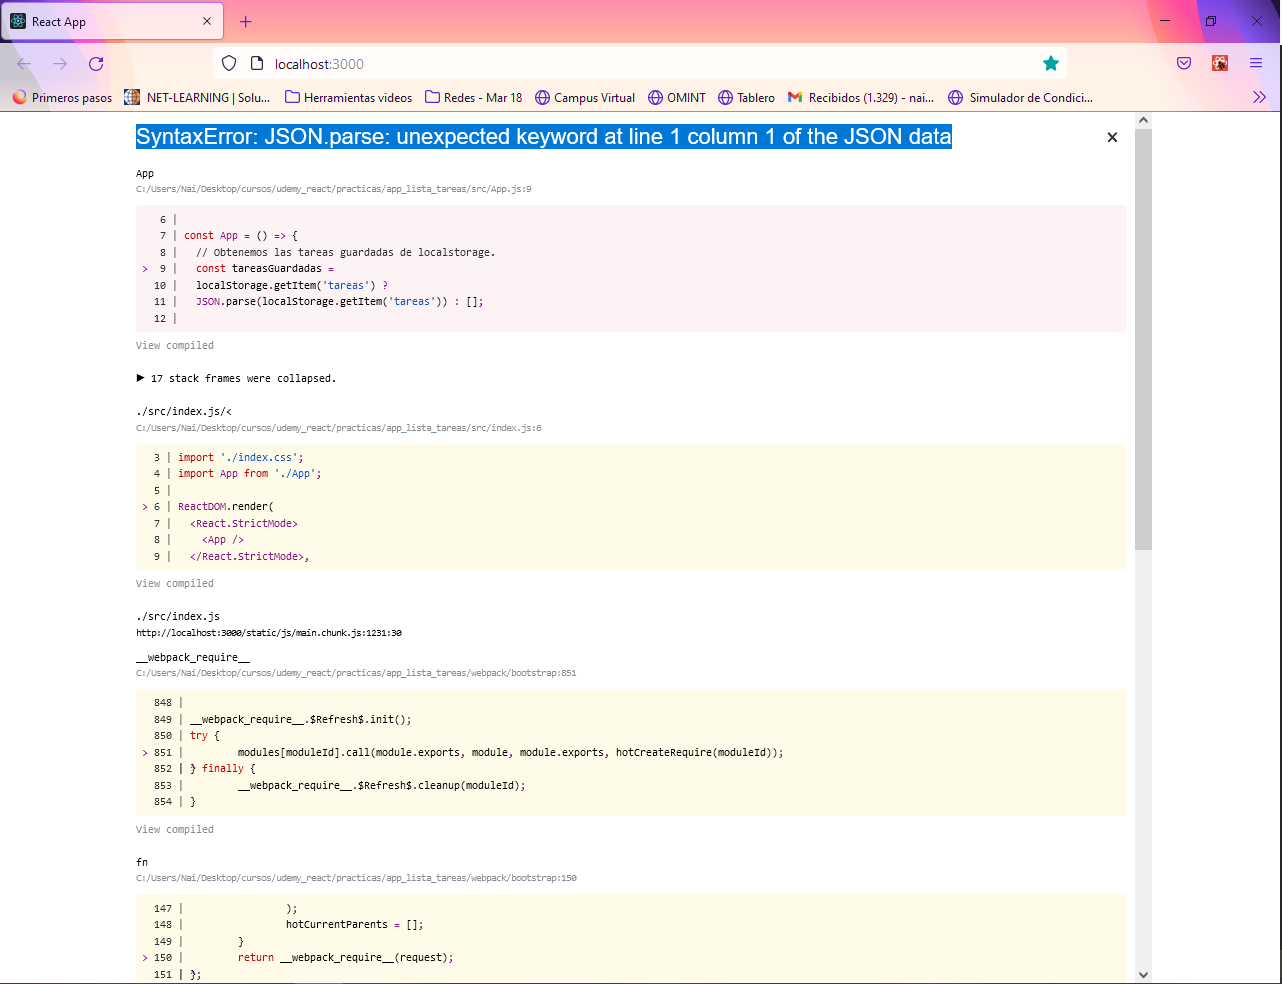 React App
localhost:3000
Primeros pasos
NET-LEARNING | Solu...
Herramientas videos
Redes - Mar 18
Campus Virtual
OMINT
Tablero
Recibidos (1.329) - nai...
Simulador de Condici...
SyntaxError: JSON.parse: unexpected keyword at line 1 column 1 of the JSON data
App
C:/Users/Nai/Desktop/cursos/udemy_react/practicas/app_lista_tareas/src/App.js:9
6 |
7 | const App = () => {
8 |   // Obtenemos las tareas guardadas de localstorage.
> 9 |   const tareasGuardadas =
10 |   localStorage.getItem('tareas') ?
11 |   JSON.parse(localStorage.getItem('tareas')) : [];
12 |
View compiled
▶ 17 stack frames were collapsed.
./src/index.js/<
C:/Users/Nai/Desktop/cursos/udemy_react/practicas/app_lista_tareas/src/index.js:6
3 | import './index.css';
4 | import App from './App';
5 |
> 6 | ReactDOM.render(
7 |   <React.StrictMode>
8 |     <App />
9 |   </React.StrictMode>,
View compiled
./src/index.js
http://localhost:3000/static/js/main.chunk.js:1231:30
__webpack_require__
C:/Users/Nai/Desktop/cursos/udemy_react/practicas/app_lista_tareas/webpack/bootstrap:851
848 |
849 | __webpack_require__.$Refresh$.init();
850 | try {
> 851 |         modules[moduleId].call(module.exports, module, module.exports, hotCreateRequire(moduleId));
852 | } finally {
853 |         __webpack_require__.$Refresh$.cleanup(moduleId);
854 | }
View compiled
fn
C:/Users/Nai/Desktop/cursos/udemy_react/practicas/app_lista_tareas/webpack/bootstrap:150
147 |                 );
148 |                 hotCurrentParents = [];
149 |         }
> 150 |         return __webpack_require__(request);
151 | };